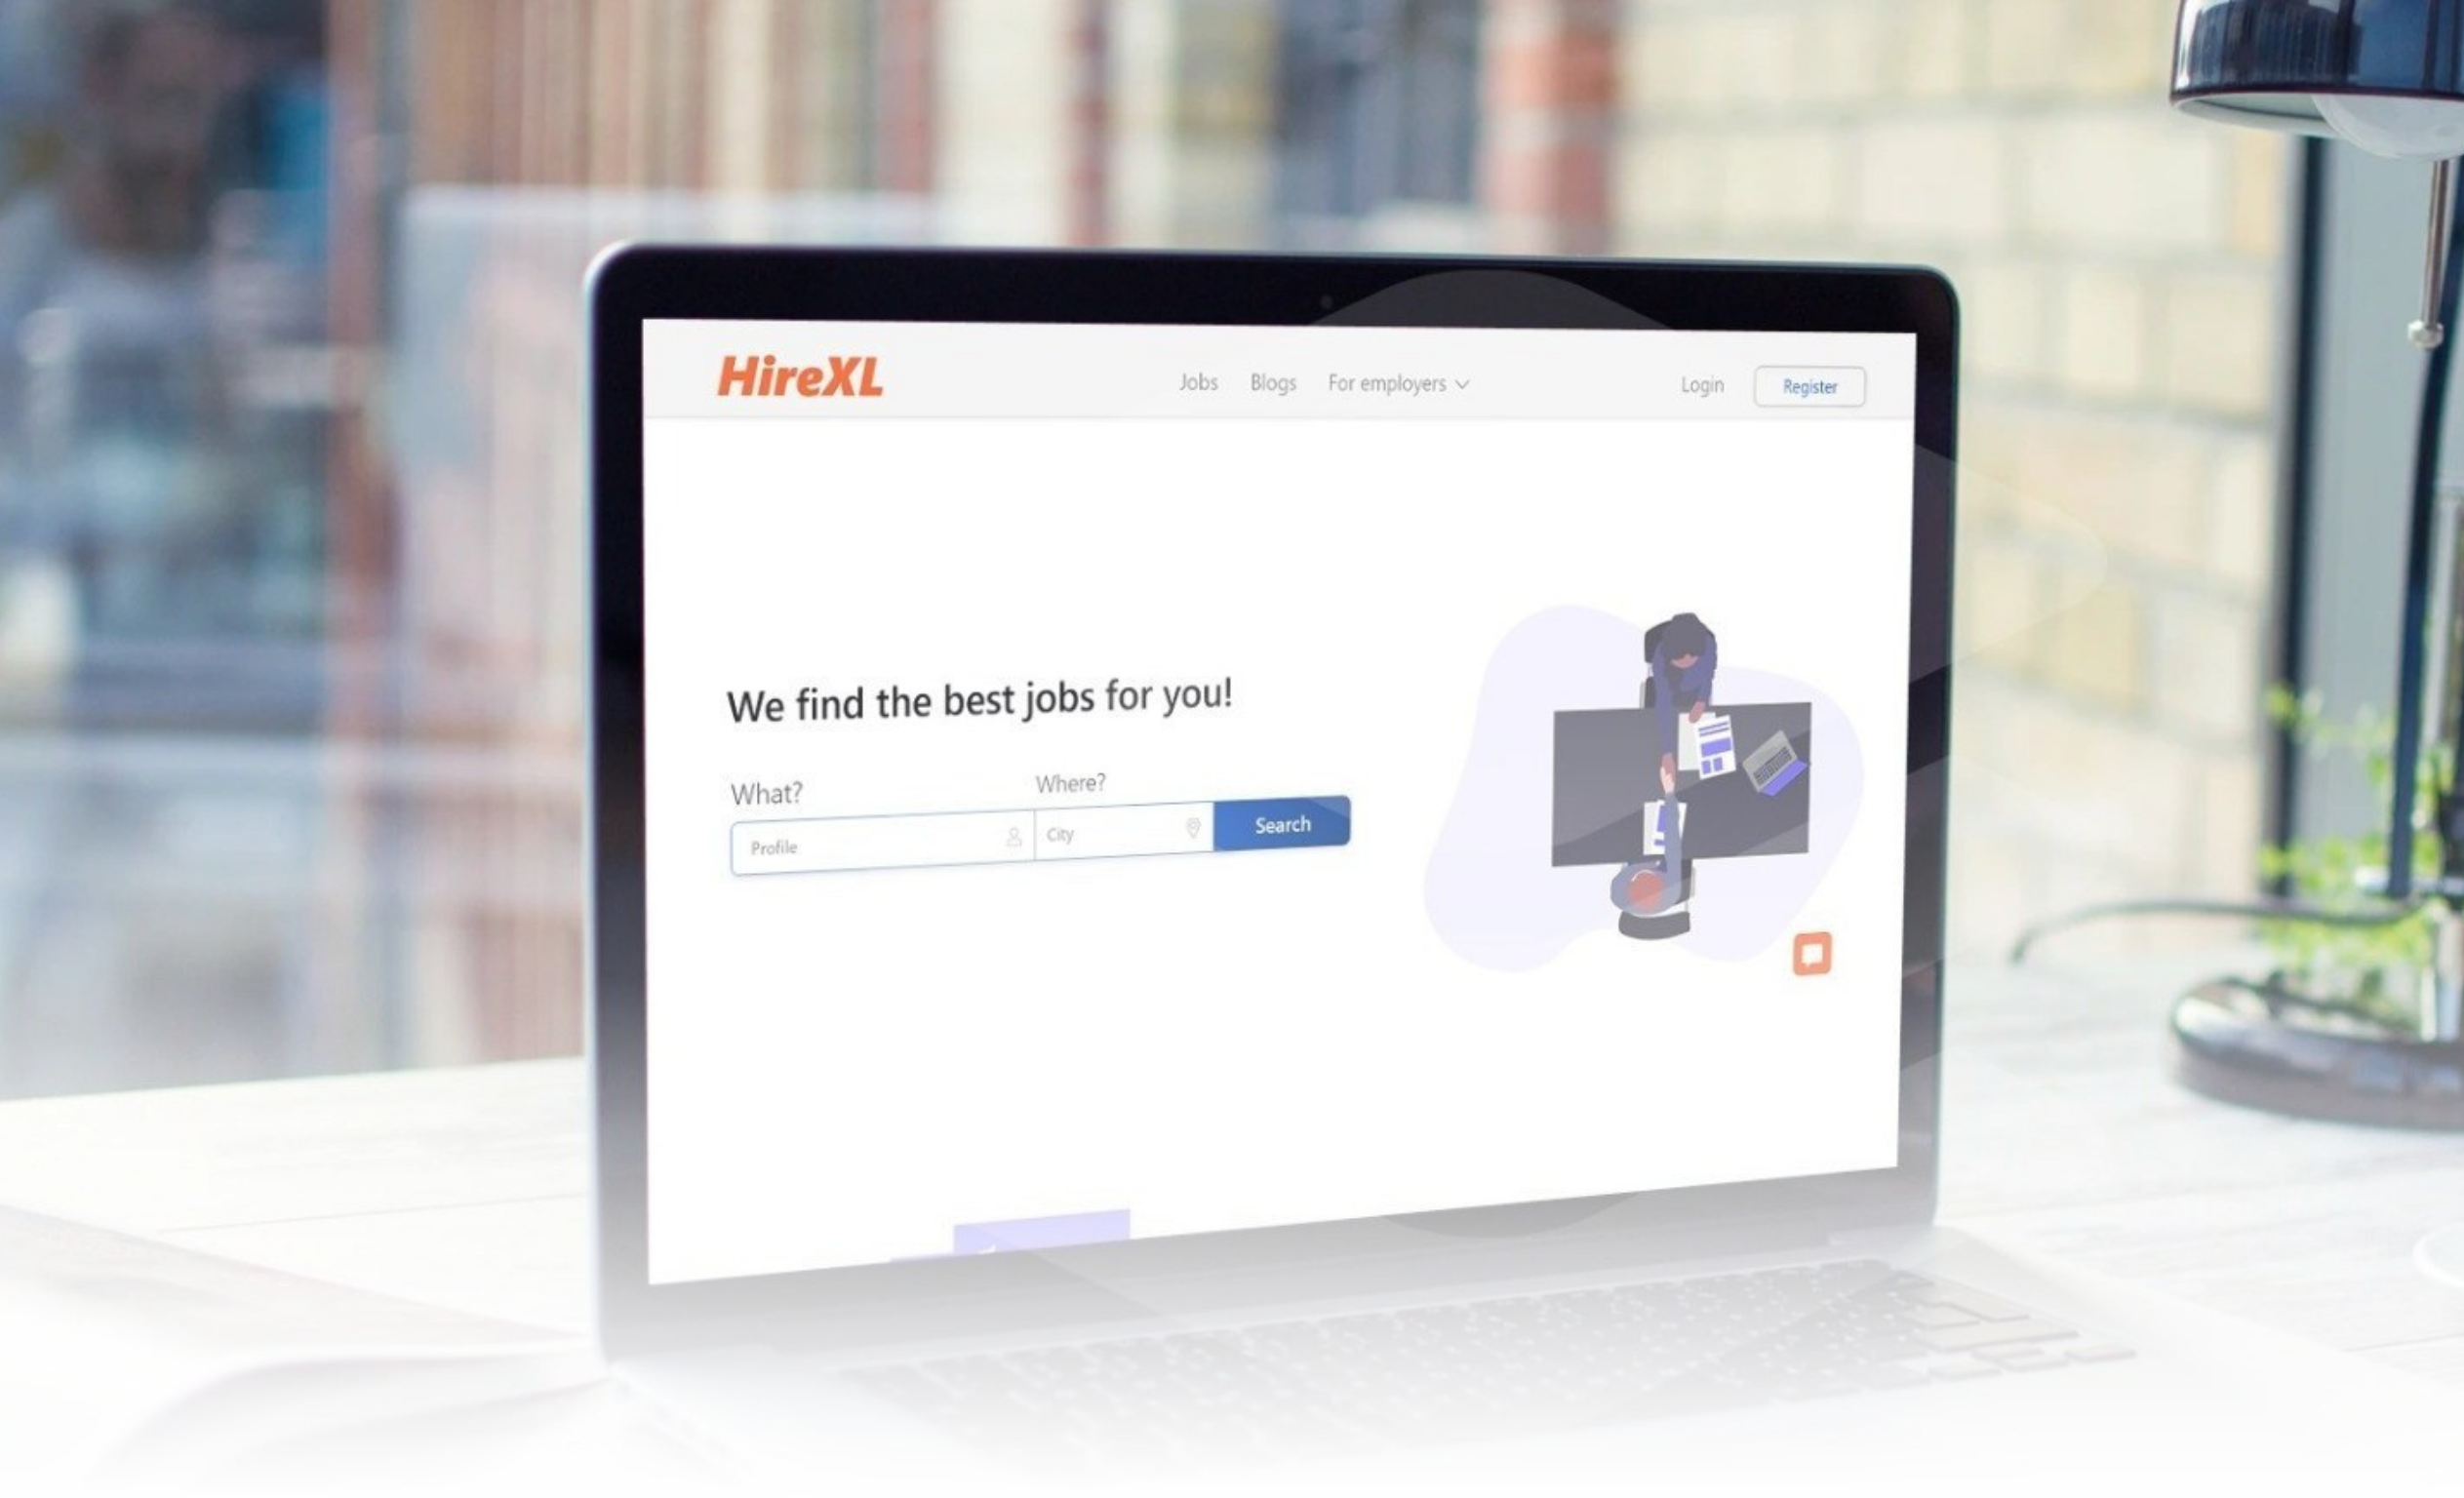 HireXL
Jobs Blogs For employers
Login Register
We find the best jobs for you!
What? Where?
Profile City Search